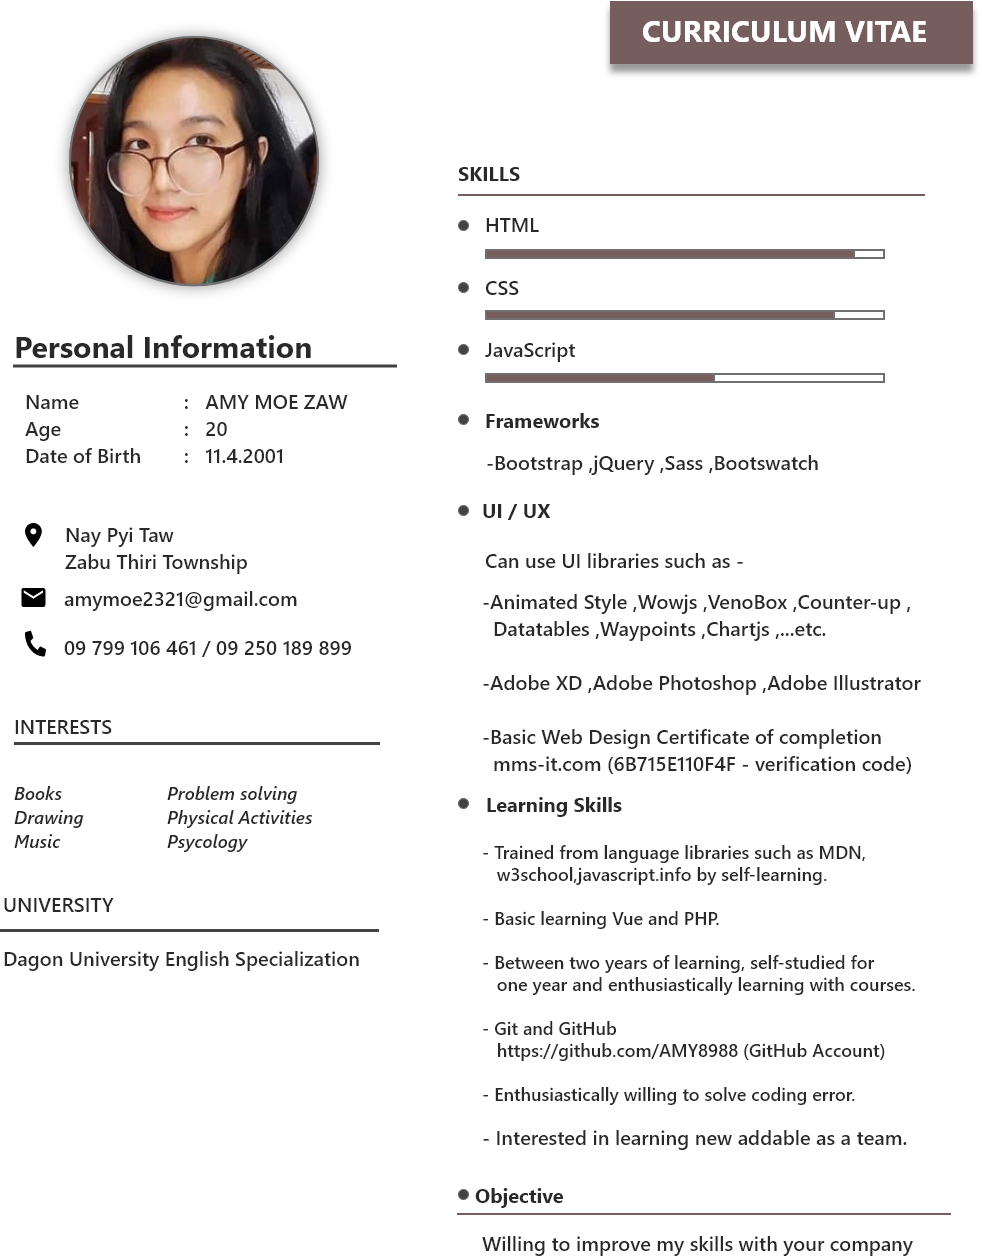 CURRICULUM VITAE
Personal Information
Name : AMY MOE ZAW
Age : 20
Date of Birth : 11.4.2001
Nay Pyi Taw
Zabu Thiri Township
amymoe2321@gmail.com
09 799 106 461 / 09 250 189 899
INTERESTS
Books Problem solving
Drawing Physical Activities
Music Psycology
UNIVERSITY
Dagon University English Specialization
SKILLS
HTML
CSS
JavaScript
Frameworks
-Bootstrap ,jQuery ,Sass ,Bootswatch
UI / UX
Can use UI libraries such as -
-Animated Style ,Wowjs ,VenoBox ,Counter-up ,
Datatables ,Waypoints ,Chartjs ,...etc.
-Adobe XD ,Adobe Photoshop ,Adobe Illustrator
-Basic Web Design Certificate of completion
mms-it.com (6B715E110F4F - verification code)
Learning Skills
- Trained from language libraries such as MDN,
w3school,javascript.info by self-learning.
- Basic learning Vue and PHP.
- Between two years of learning, self-studied for
one year and enthusiastically learning with courses.
- Git and GitHub
https://github.com/AMY8988 (GitHub Account)
- Enthusiastically willing to solve coding error.
- Interested in learning new addable as a team.
Objective
Willing to improve my skills with your company